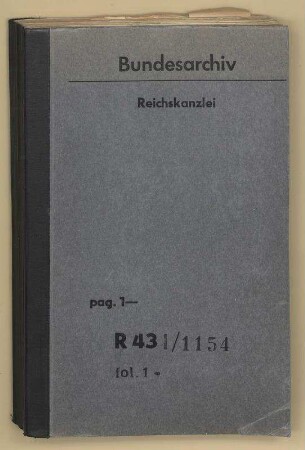 Bundesarchiv
Reichskanzlei
pag. 1—
R 43 I/1154
fol. 1 -